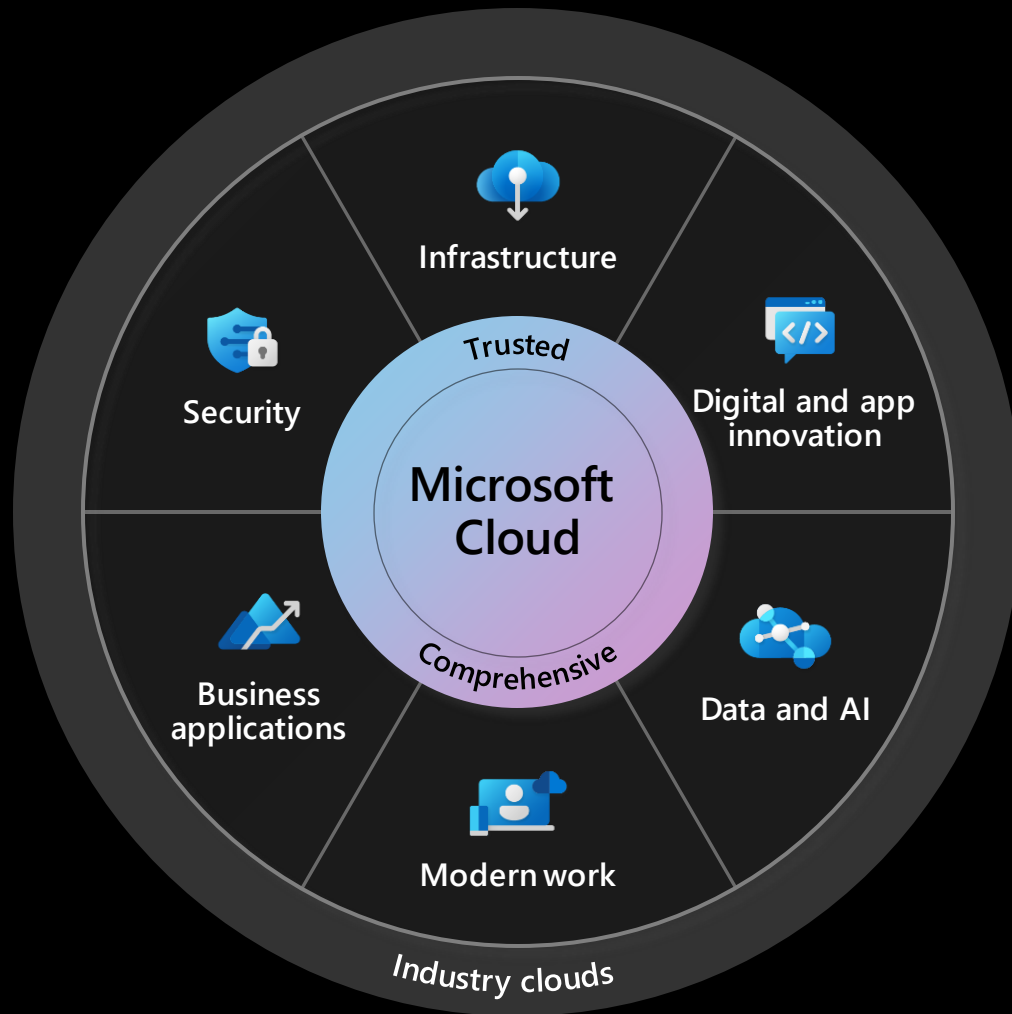 Infrastructure
Trusted
Security
Digital and app
innovation
Microsoft
Cloud
Comprehensive
Business
applications
Data and AI
Modern work
Industry clouds